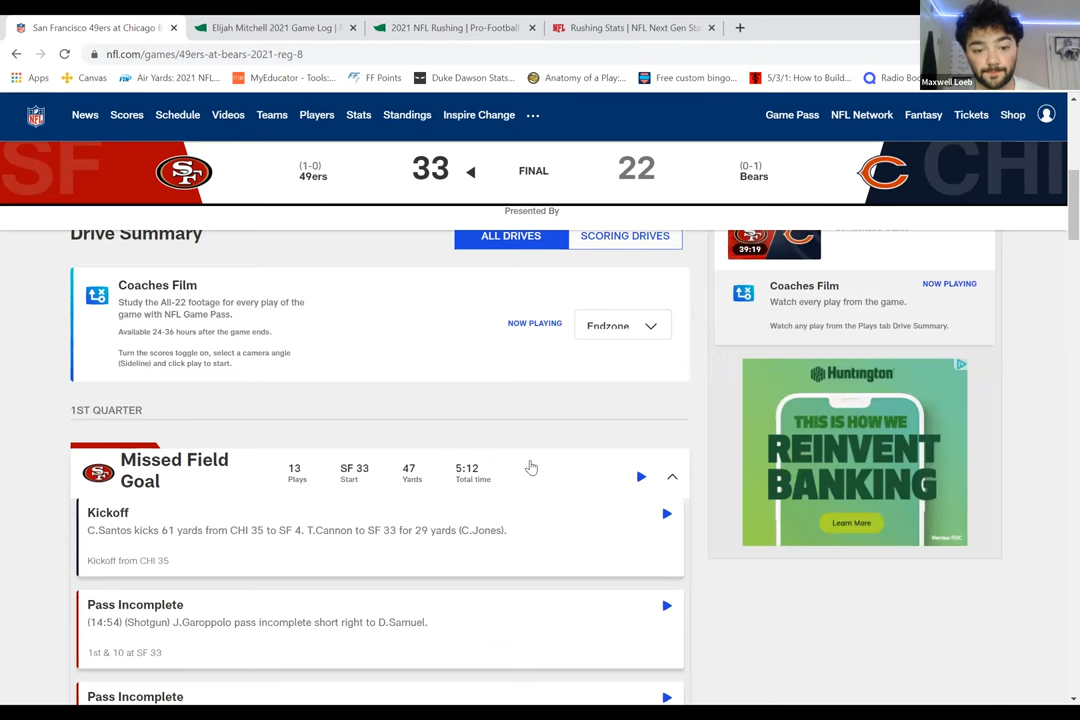 San Francisco 49ers at Chicago B
Elijah Mitchell 2021 Game Log |
2021 NFL Rushing | Pro-Football
Rushing Stats | NFL Next Gen Sta
nfl.com/games/49ers-at-bears-2021-reg-8
Apps
Canvas
Air Yards: 2021 NFL...
MyEducator - Tools:...
FF Points
Duke Dawson Stats...
Anatomy of a Play:...
Free custom bingo...
5/3/1: How to Build...
Radio Boo
Maxwell Loeb
NFL
News
Scores
Schedule
Videos
Teams
Players
Stats
Standings
Inspire Change
...
Game Pass
NFL Network
Fantasy
Tickets
Shop
SF
(1-0)
49ers
33
FINAL
22
(0-1)
Bears
CHI
Presented By
Drive Summary
ALL DRIVES
SCORING DRIVES
39:19
Coaches Film
Study the All-22 footage for every play of the
game with NFL Game Pass.
Available 24-36 hours after the game ends.
Turn the scores toggle on, select a camera angle
(Sideline) and click play to start.
NOW PLAYING
Endzone
Coaches Film
NOW PLAYING
Watch every play from the game.
Watch any play from the Plays tab Drive Summary.
Huntington
THIS IS HOW WE
REINVENT
BANKING
Learn More
Member FDIC
1ST QUARTER
Missed Field
Goal
13
Plays
SF 33
Start
47
Yards
5:12
Total time
Kickoff
C.Santos kicks 61 yards from CHI 35 to SF 4. T.Cannon to SF 33 for 29 yards (C.Jones).
Kickoff from CHI 35
Pass Incomplete
(14:54) (Shotgun) J.Garoppolo pass incomplete short right to D.Samuel.
1st & 10 at SF 33
Pass Incomplete